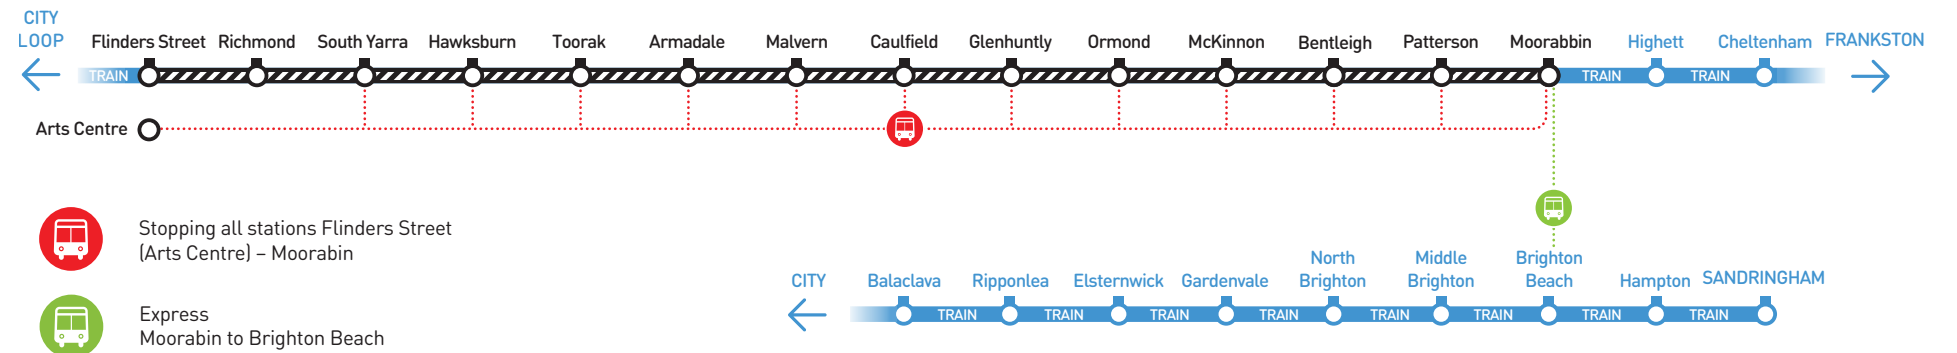 CITY
LOOP
Flinders Street Richmond South Yarra Hawksburn Toorak Armadale Malvern Caulfield Glenhuntly Ormond McKinnon Bentleigh Patterson Moorabbin Highett Cheltenham FRANKSTON
TRAIN TRAIN TRAIN
Arts Centre
Stopping all stations Flinders Street
(Arts Centre) – Moorabin
Express
Moorabin to Brighton Beach
CITY
Balaclava Ripponlea Elsternwick Gardenvale
North
Brighton
Middle
Brighton
Brighton
Beach
Hampton SANDRINGHAM
TRAIN TRAIN TRAIN TRAIN TRAIN TRAIN TRAIN TRAIN